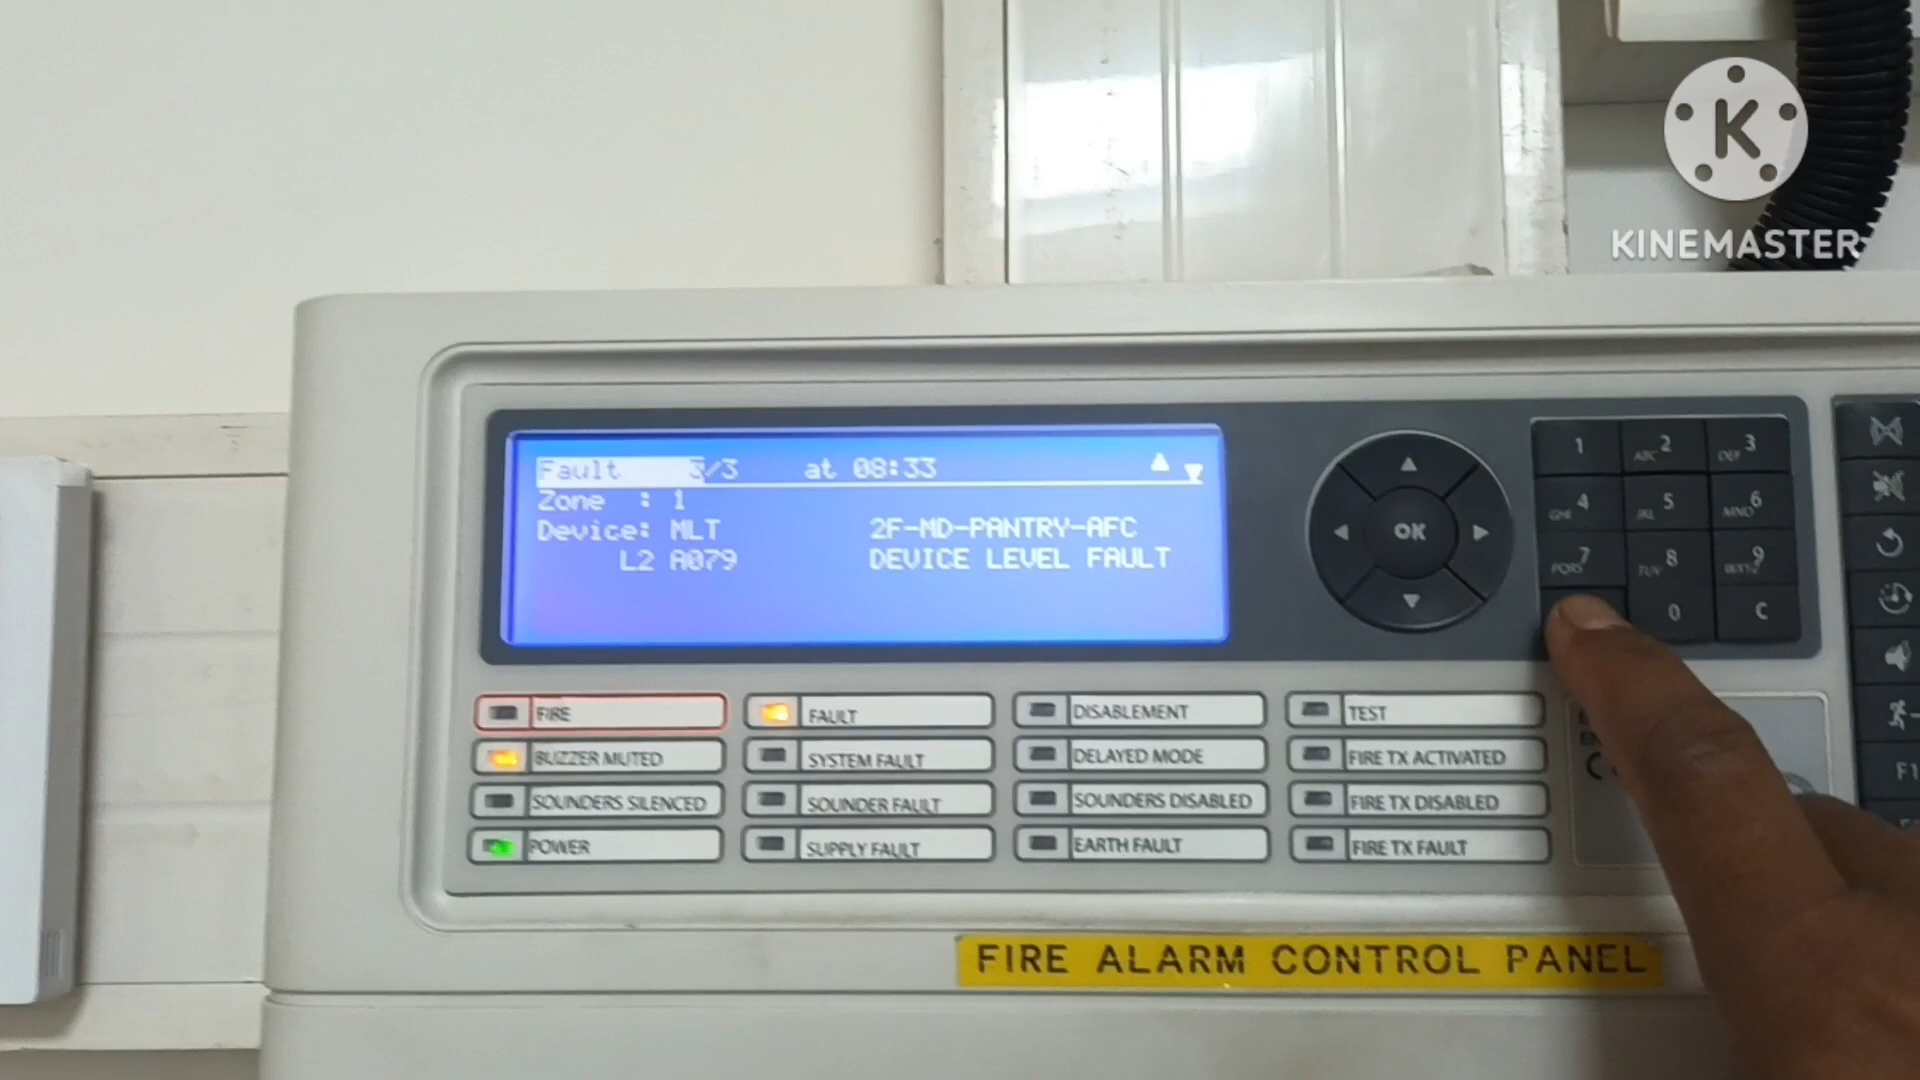 K
KINEMASTER
Fault 3/3 at 08:33
Zone : 1
Device: MLT 2F-MD-PANTRY-AFC
L2 A079 DEVICE LEVEL FAULT
OK
1 ABC 2 DEF 3
GHI 4 JKL 5 MNO 6
PQRS 7 TUV 8 WXYZ 9
0 C
FIRE FAULT DISABLEMENT TEST
BUZZER MUTED SYSTEM FAULT DELAYED MODE FIRE TX ACTIVATED
SOUNDERS SILENCED SOUNDER FAULT SOUNDERS DISABLED FIRE TX DISABLED
POWER SUPPLY FAULT EARTH FAULT FIRE TX FAULT
F1
FIRE ALARM CONTROL PANEL